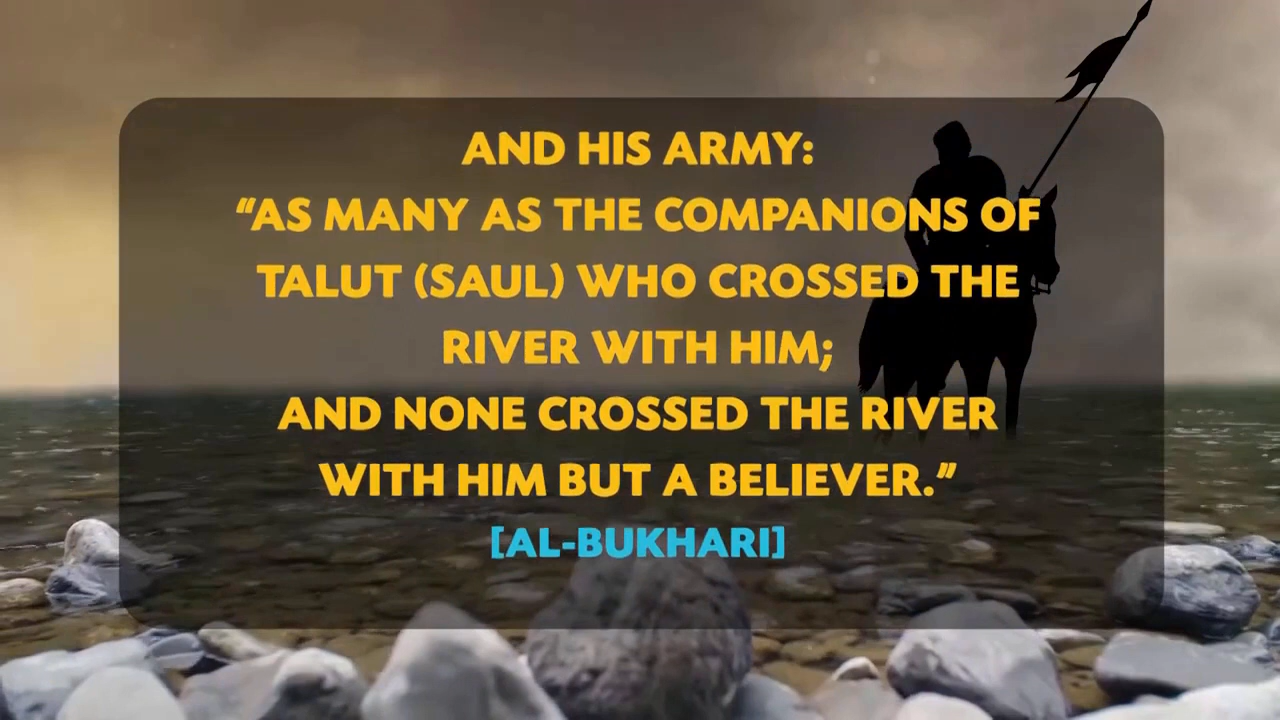 AND HIS ARMY:
“AS MANY AS THE COMPANIONS OF
TALUT (SAUL) WHO CROSSED THE
RIVER WITH HIM;
AND NONE CROSSED THE RIVER
WITH HIM BUT A BELIEVER.”
[AL-BUKHARI]